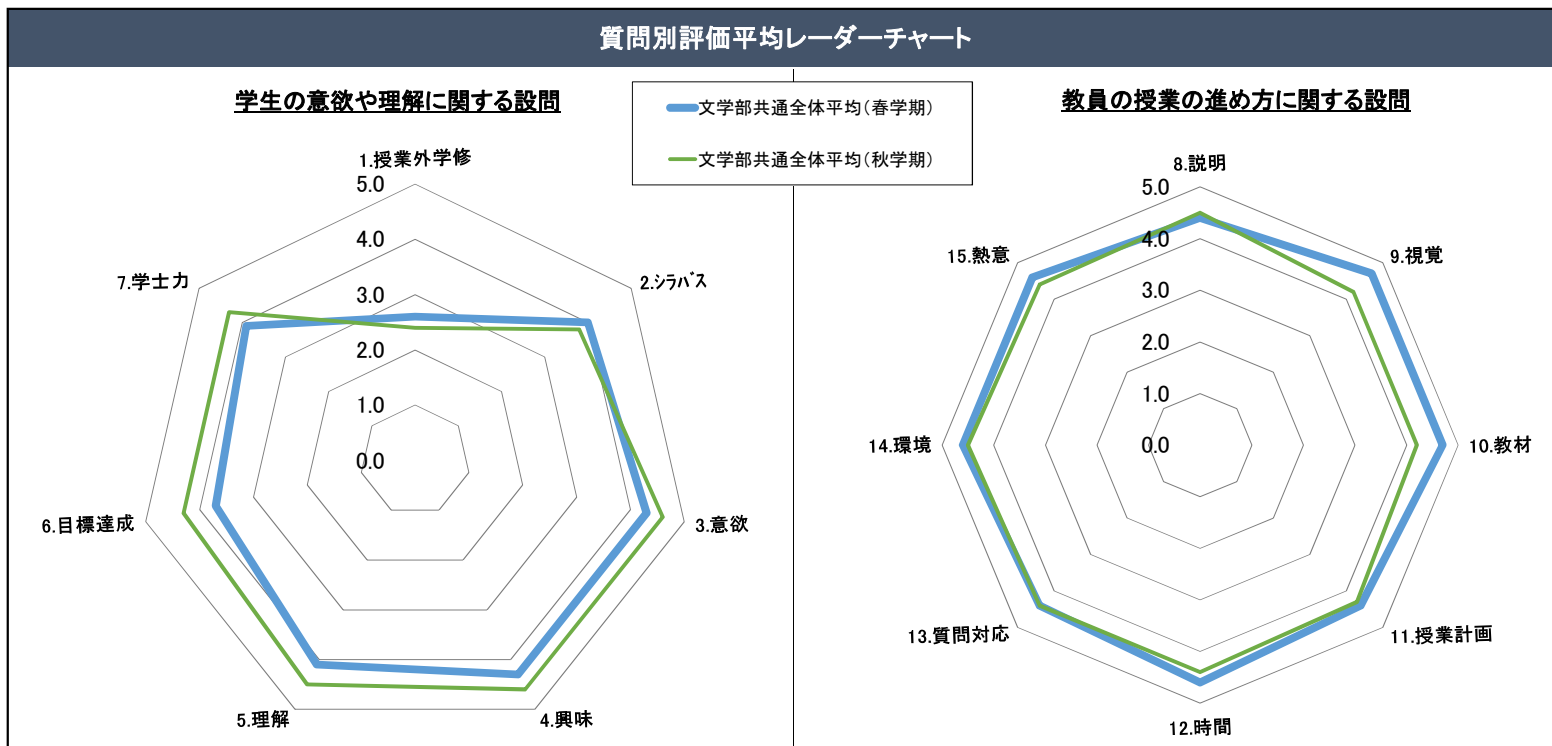 質問別評価平均レーダーチャート
学生の意欲や理解に関する設問
文学部共通全体平均（春学期）
文学部共通全体平均（秋学期）
教員の授業の進め方に関する設問
1.授業外学修
5.0
4.0
3.0
2.0
1.0
0.0
2.ｼﾗﾊﾞｽ
3.意欲
4.興味
5.理解
6.目標達成
7.学士力
8.説明
5.0
4.0
3.0
2.0
1.0
0.0
9.視覚
10.教材
11.授業計画
12.時間
13.質問対応
14.環境
15.熱意